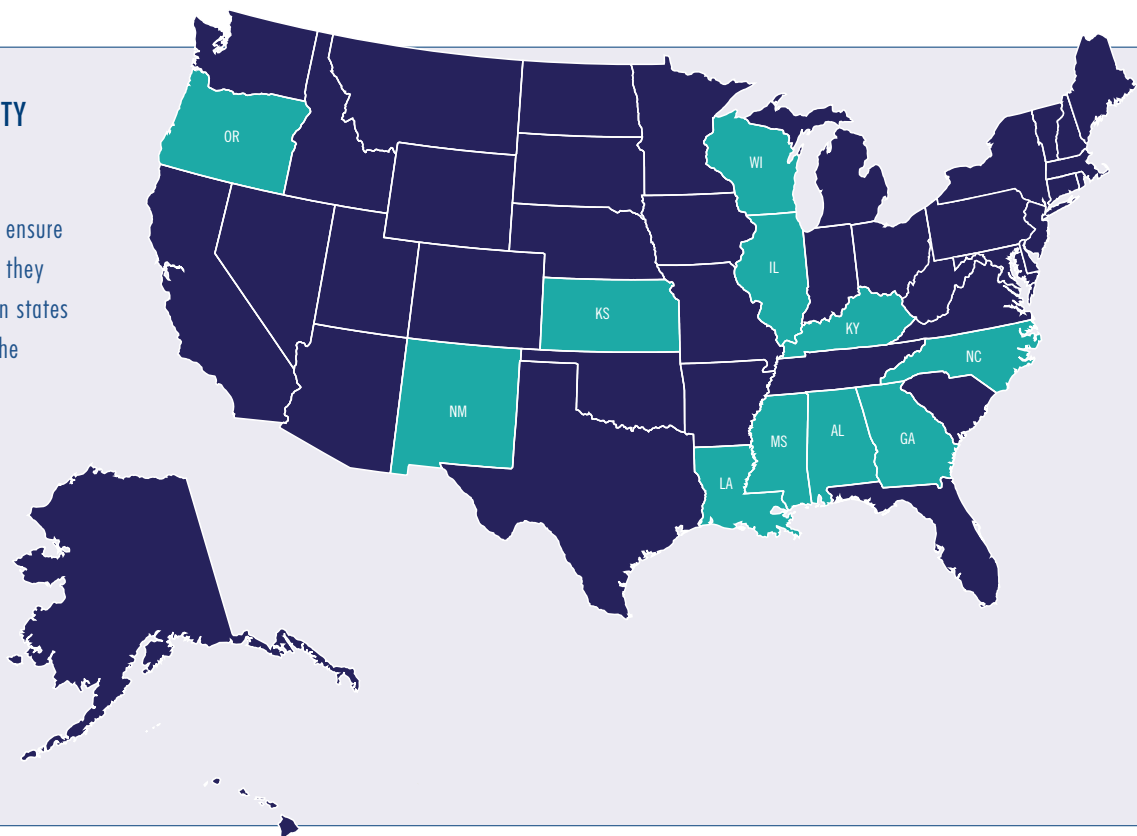 TY
ensure
they
n states
he
OR
WI
IL
KS
KY
NC
NM
MS
AL
GA
LA